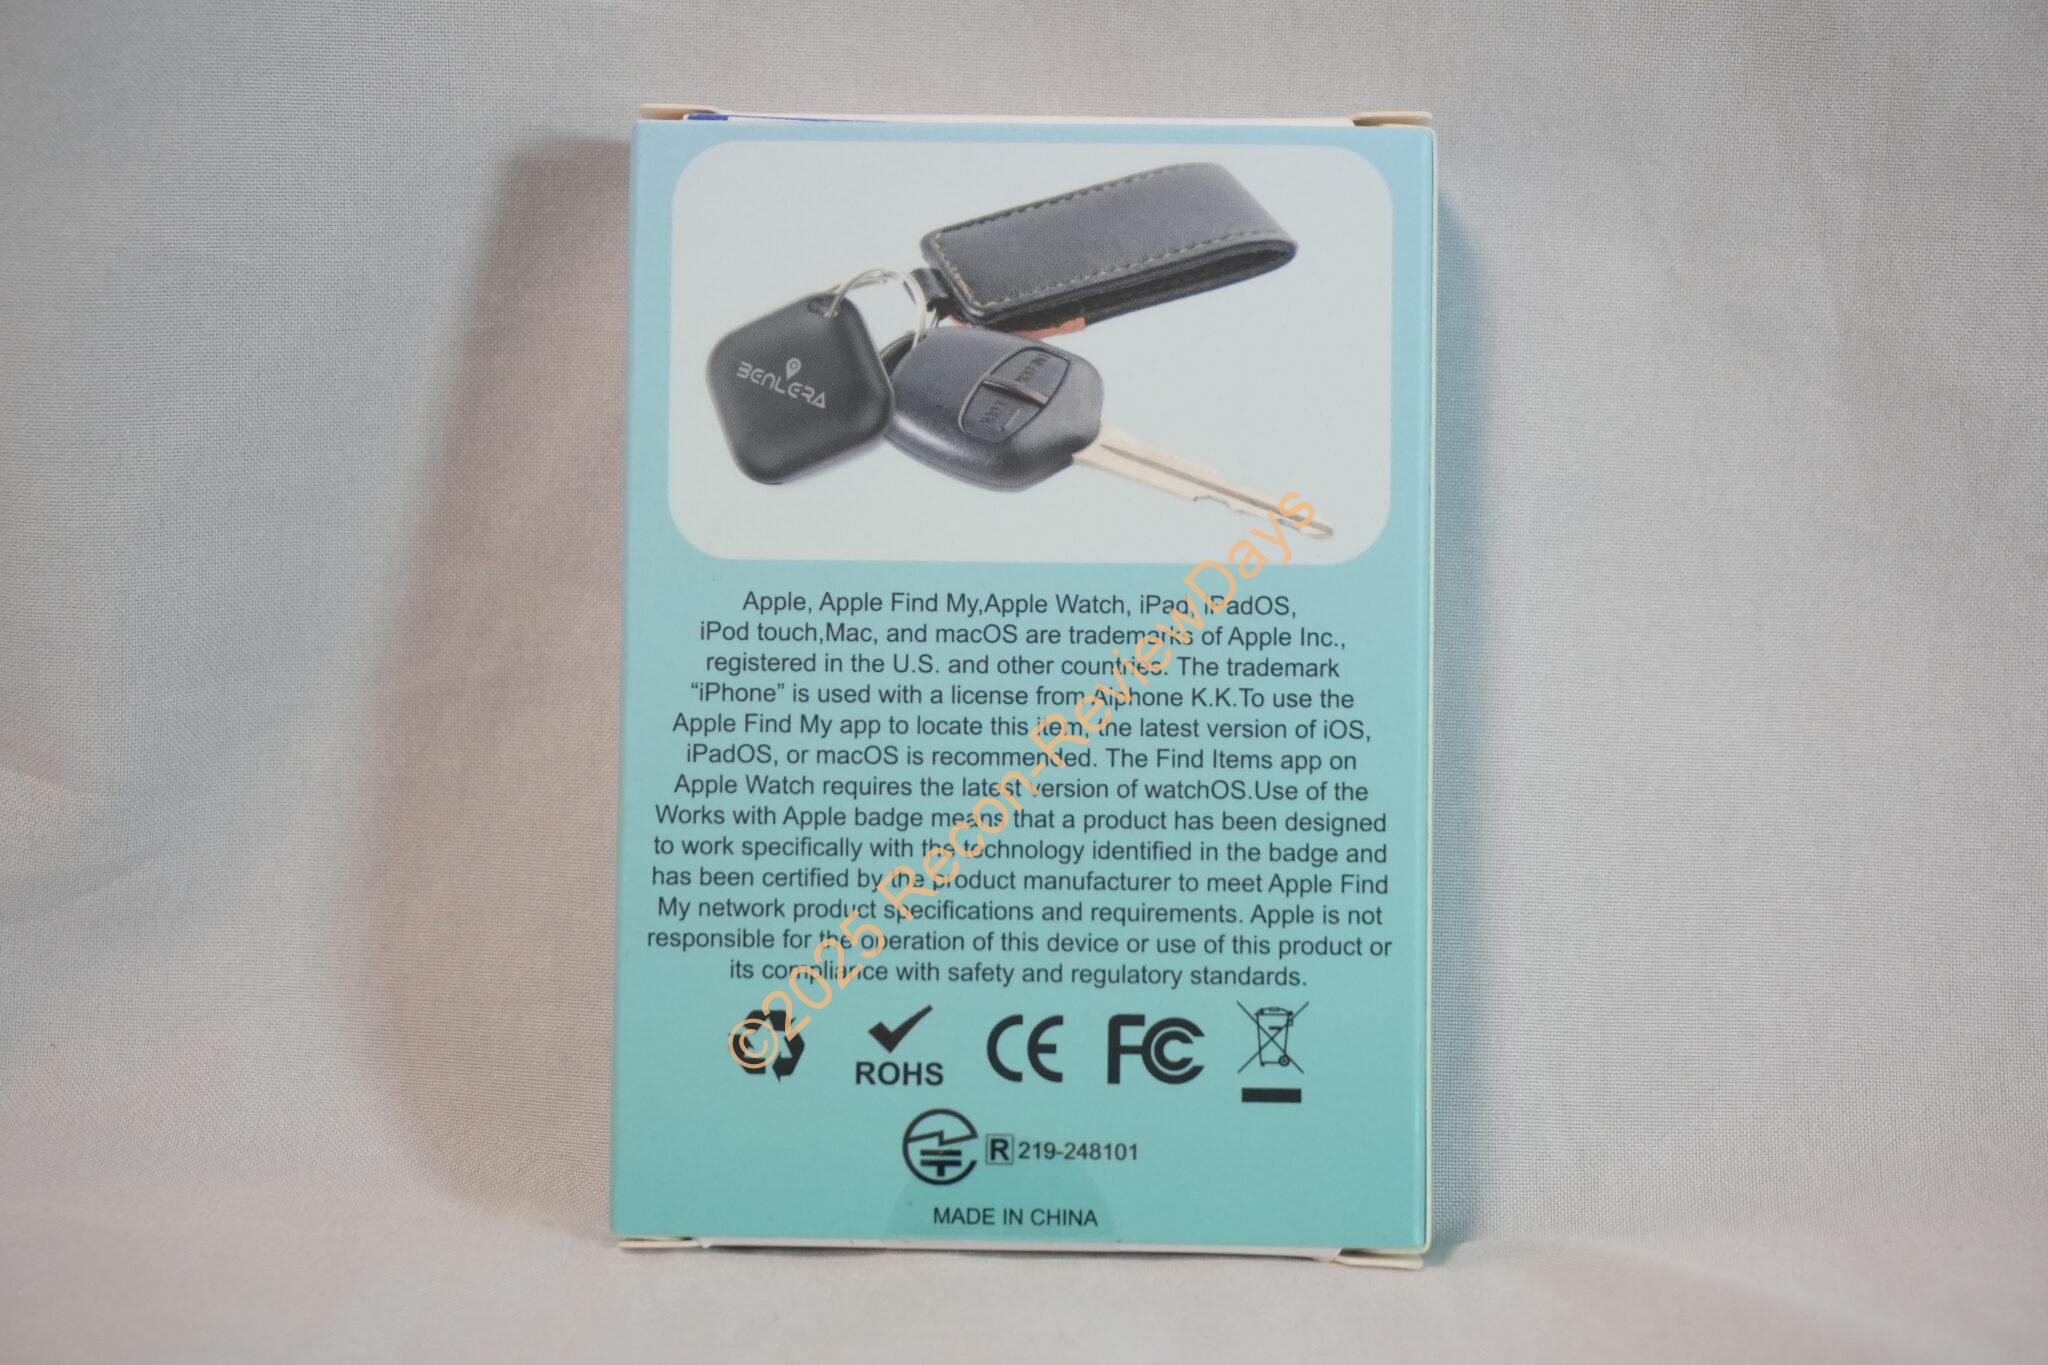 BENLERA
LOCK
Apple, Apple Find My,Apple Watch, iPad, iPadOS,
iPod touch,Mac, and macOS are trademarks of Apple Inc.,
registered in the U.S. and other countries. The trademark
“iPhone” is used with a license from Aiphone K.K.To use the
Apple Find My app to locate this item, the latest version of iOS,
iPadOS, or macOS is recommended. The Find Items app on
Apple Watch requires the latest version of watchOS.Use of the
Works with Apple badge means that a product has been designed
to work specifically with the technology identified in the badge and
has been certified by the product manufacturer to meet Apple Find
My network product specifications and requirements. Apple is not
responsible for the operation of this device or use of this product or
its compliance with safety and regulatory standards.
ROHS CE FC
R 219-248101
MADE IN CHINA
©2025 Recon-ReviewDays